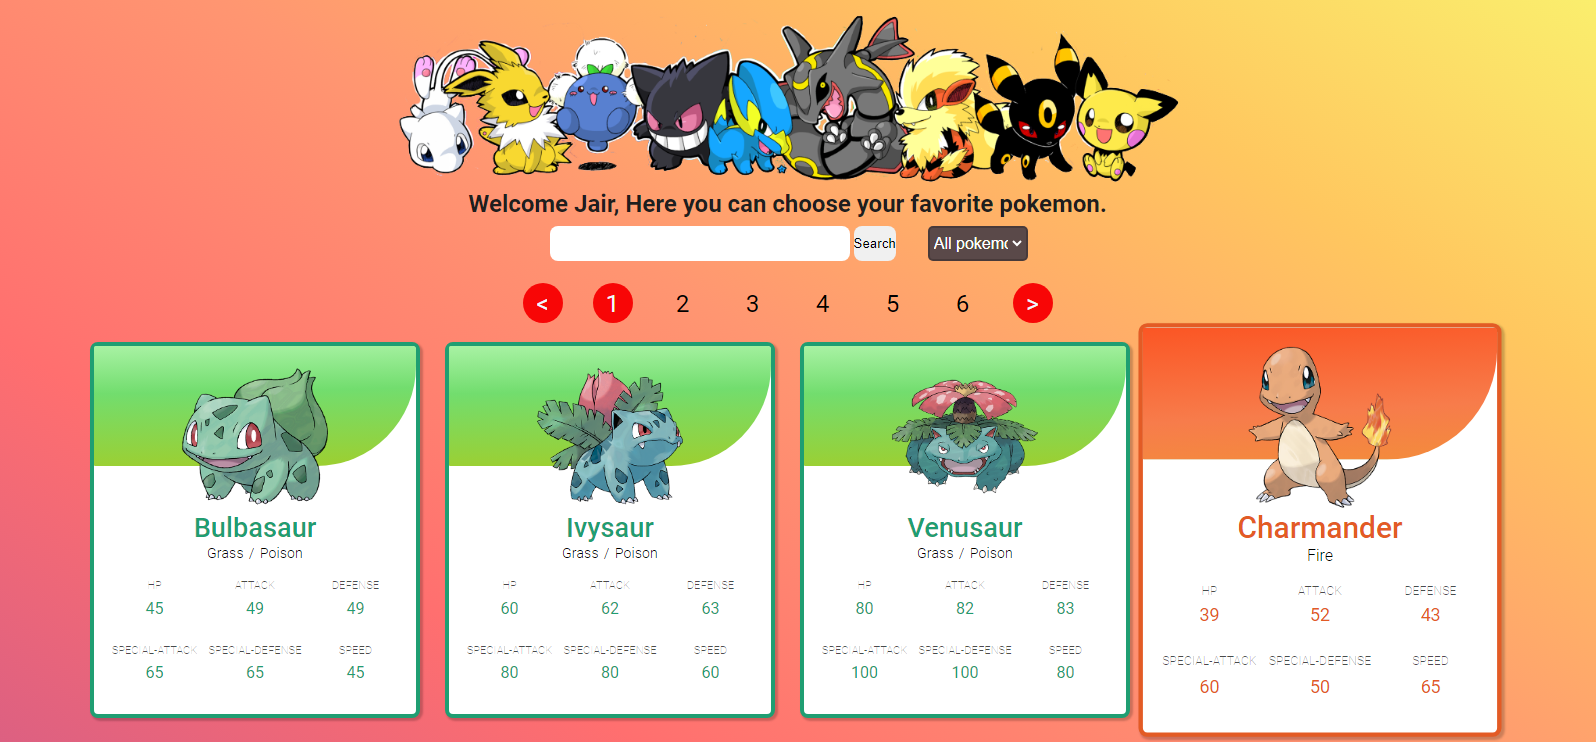 Welcome Jair, Here you can choose your favorite pokemon.
Search
All pokemo
< 1 2 3 4 5 6 >
Bulbasaur
Grass / Poison
HP ATTACK DEFENSE
45 49 49
SPECIAL-ATTACK SPECIAL-DEFENSE SPEED
65 65 45
Ivysaur
Grass / Poison
HP ATTACK DEFENSE
60 62 63
SPECIAL-ATTACK SPECIAL-DEFENSE SPEED
80 80 60
Venusaur
Grass / Poison
HP ATTACK DEFENSE
80 82 83
SPECIAL-ATTACK SPECIAL-DEFENSE SPEED
100 100 80
Charmander
Fire
HP ATTACK DEFENSE
39 52 43
SPECIAL-ATTACK SPECIAL-DEFENSE SPEED
60 50 65